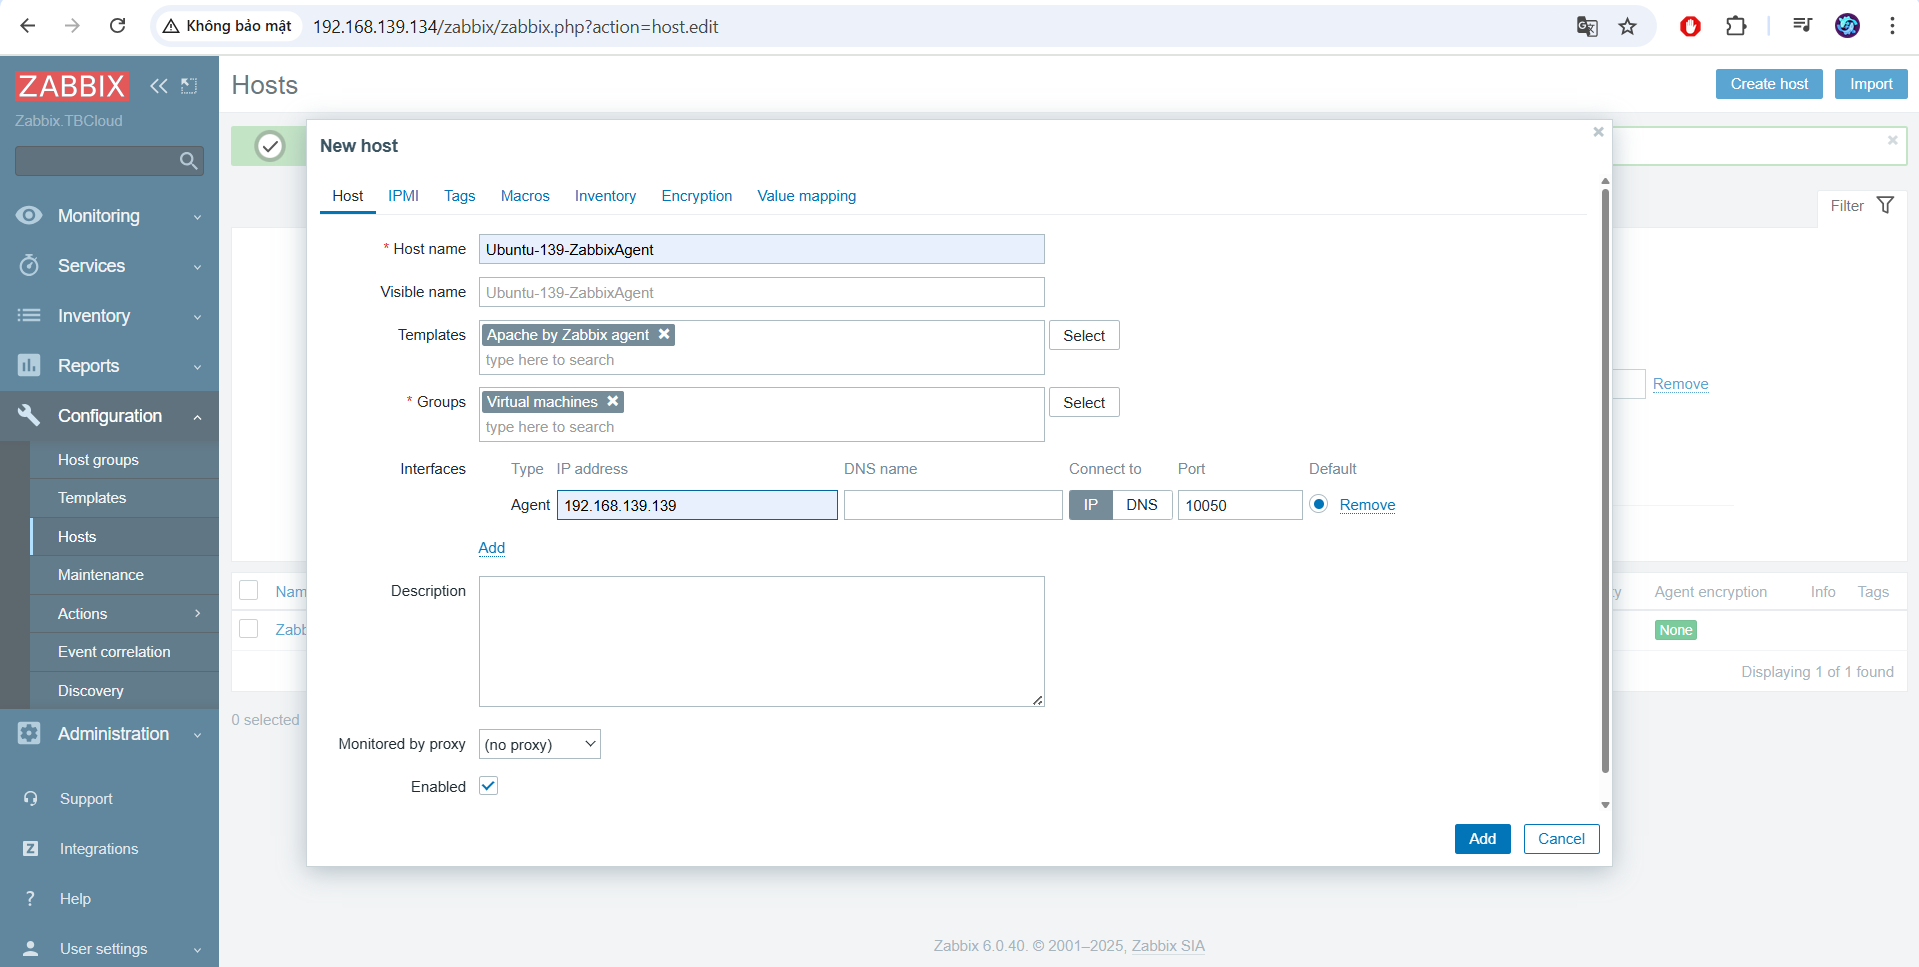 Không bảo mật
192.168.139.134/zabbix/zabbix.php?action=host.edit
ZABBIX
Zabbix.TBCloud
Monitoring
Services
Inventory
Reports
Configuration
Host groups
Templates
Hosts
Maintenance
Actions
Event correlation
Discovery
Administration
Support
Integrations
Help
User settings
Hosts
Create host
Import
New host
Host IPMI Tags Macros Inventory Encryption Value mapping
* Host name Ubuntu-139-ZabbixAgent
Visible name Ubuntu-139-ZabbixAgent
Templates Apache by Zabbix agent Select
type here to search
* Groups Virtual machines Select
type here to search
Interfaces Type IP address DNS name Connect to Port Default
Agent 192.168.139.139 IP DNS 10050 Remove
Add
Description
Monitored by proxy (no proxy)
Enabled
Add Cancel
Filter
Remove
Nam
Agent encryption Info Tags
Zabb
None
Displaying 1 of 1 found
0 selected
Zabbix 6.0.40. © 2001–2025, Zabbix SIA